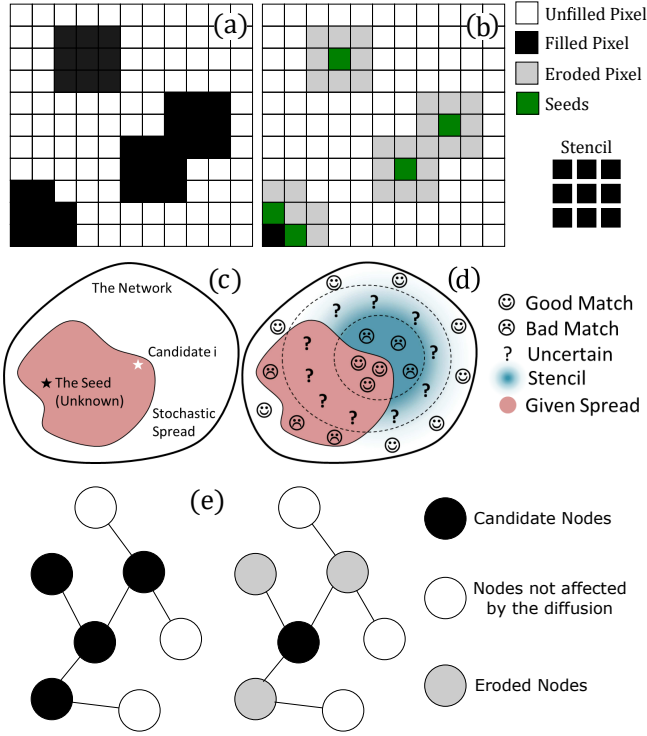 (a)
(b)
Unfilled Pixel
Filled Pixel
Eroded Pixel
Seeds
Stencil
(c)
The Network
Candidate i
The Seed
(Unknown)
Stochastic
Spread
(d)
? ? ? ? ? ? ? ? ? ?
Good Match
Bad Match
? Uncertain
Stencil
Given Spread
(e)
Candidate Nodes
Nodes not affected
by the diffusion
Eroded Nodes